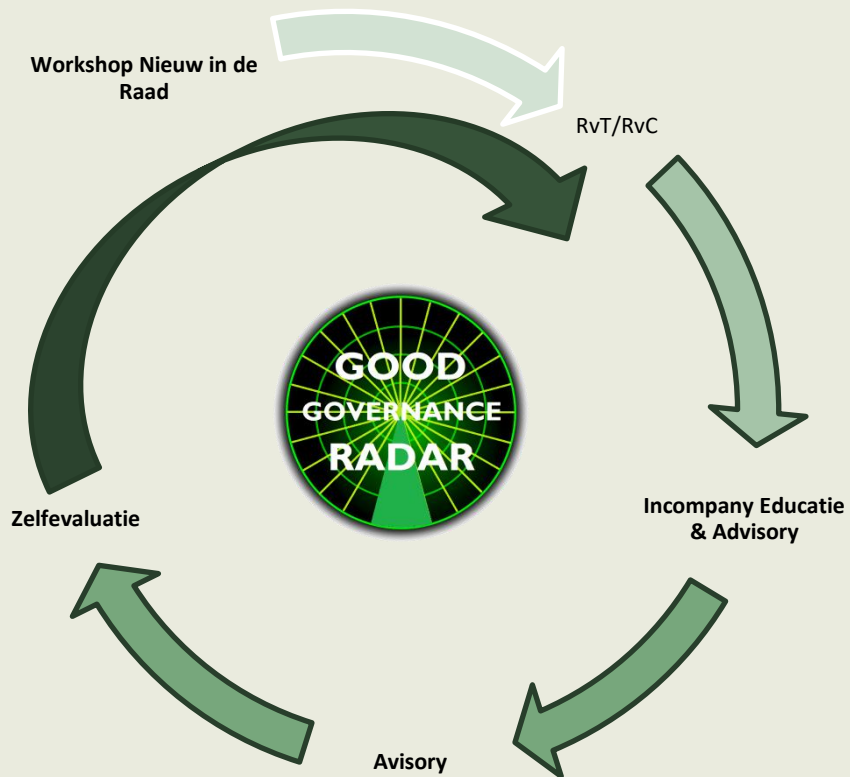 Workshop Nieuw in de
Raad
RvT/RvC
GOOD
GOVERNANCE
RADAR
Zelfevaluatie
Incompany Educatie
& Advisory
Avisory